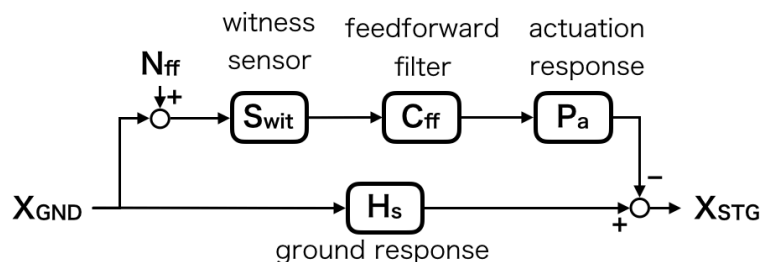 witness feedforward actuation
sensor filter response
Nff
+
Swit Cff Pa
−
XGND Hs XSTG
+
ground response